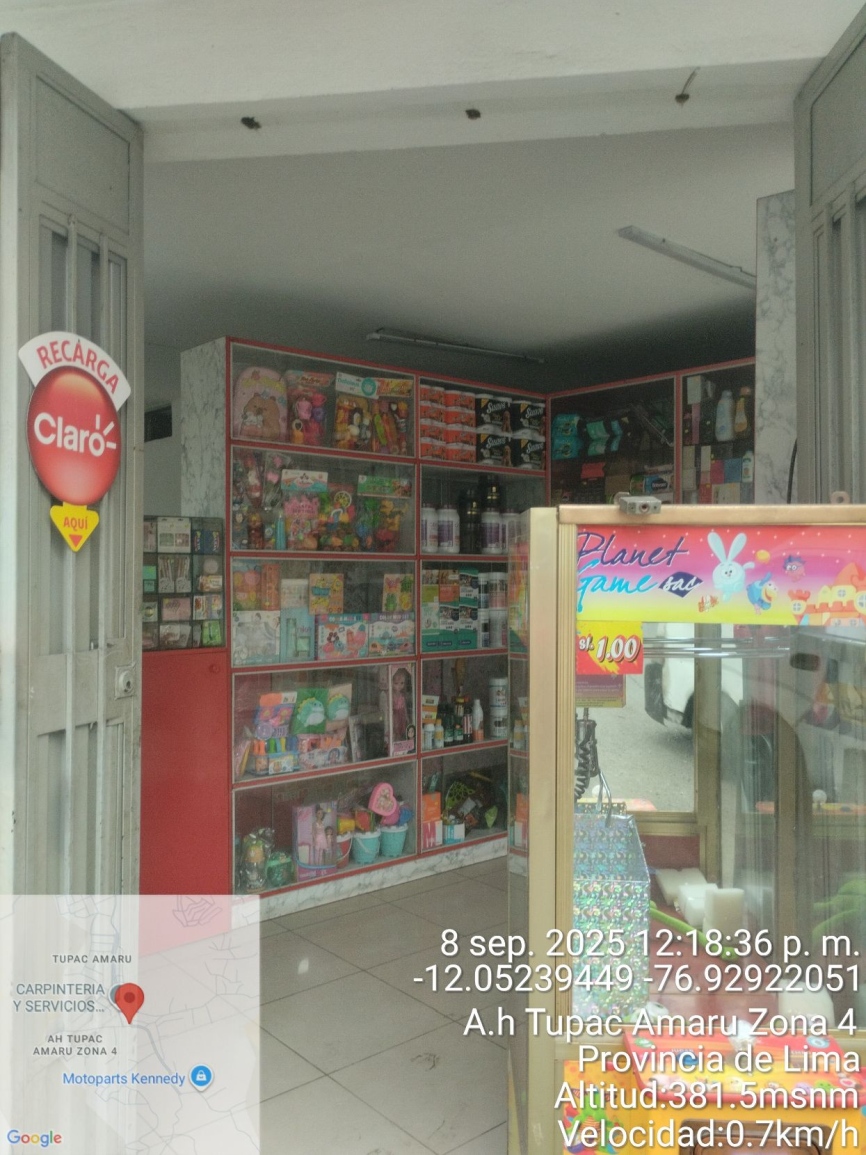 RECARGA
Claro
AQUÍ
Planet
Game sac
S/. 1.00
8 sep. 2025 12:18:36 p. m.
-12.05239449 -76.92922051
A.h Tupac Amaru Zona 4
Provincia de Lima
Altitud:381.5msnm
Velocidad:0.7km/h
TUPAC AMARU
CARPINTERIA
Y SERVICIOS...
AH TUPAC
AMARU ZONA 4
Motoparts Kennedy
Google